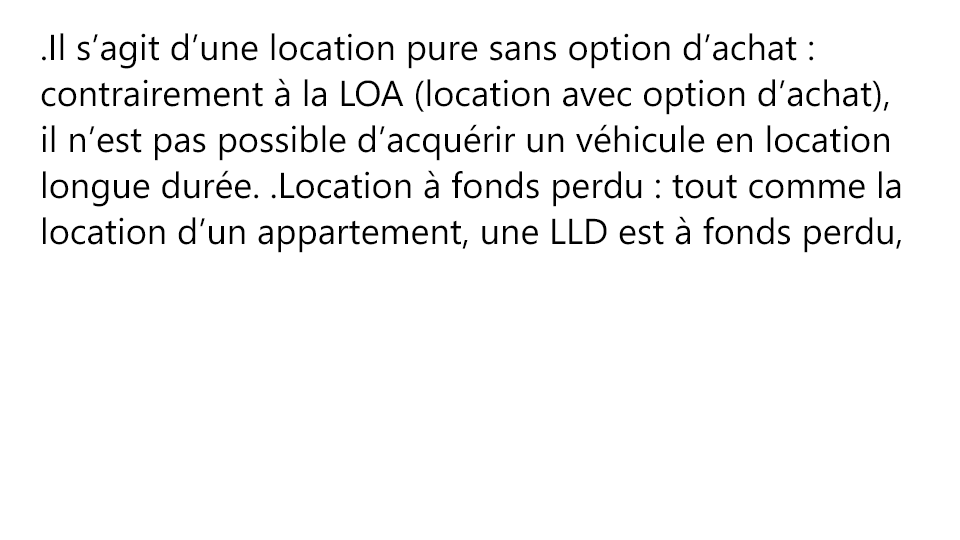 .Il s’agit d’une location pure sans option d’achat :
contrairement à la LOA (location avec option d’achat),
il n’est pas possible d’acquérir un véhicule en location
longue durée. .Location à fonds perdu : tout comme la
location d’un appartement, une LLD est à fonds perdu,